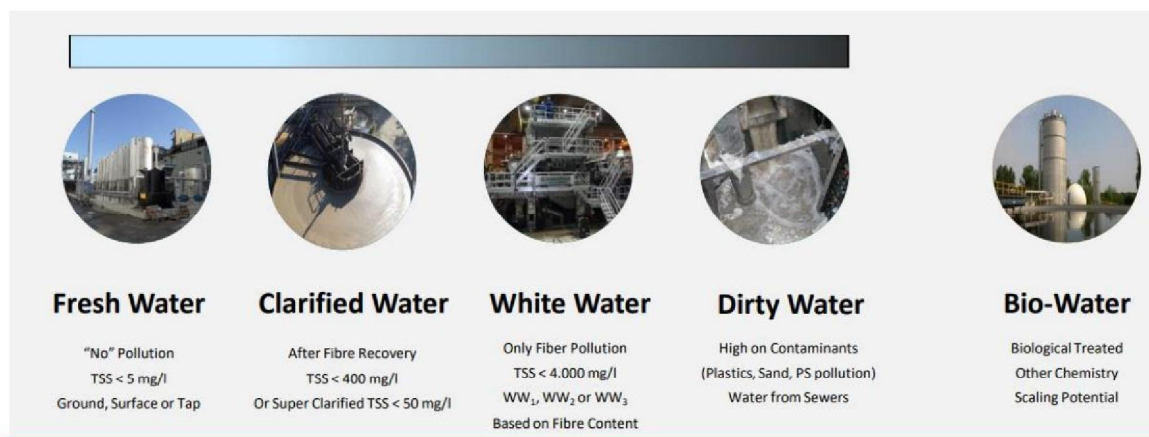 Fresh Water
"No" Pollution
TSS < 5 mg/l
Ground, Surface or Tap
Clarified Water
After Fibre Recovery
TSS < 400 mg/l
Or Super Clarified TSS < 50 mg/l
White Water
Only Fiber Pollution
TSS < 4.000 mg/l
WW₁, WW₂ or WW₃
Based on Fibre Content
Dirty Water
High on Contaminants
(Plastics, Sand, PS pollution)
Water from Sewers
Bio-Water
Biological Treated
Other Chemistry
Scaling Potential